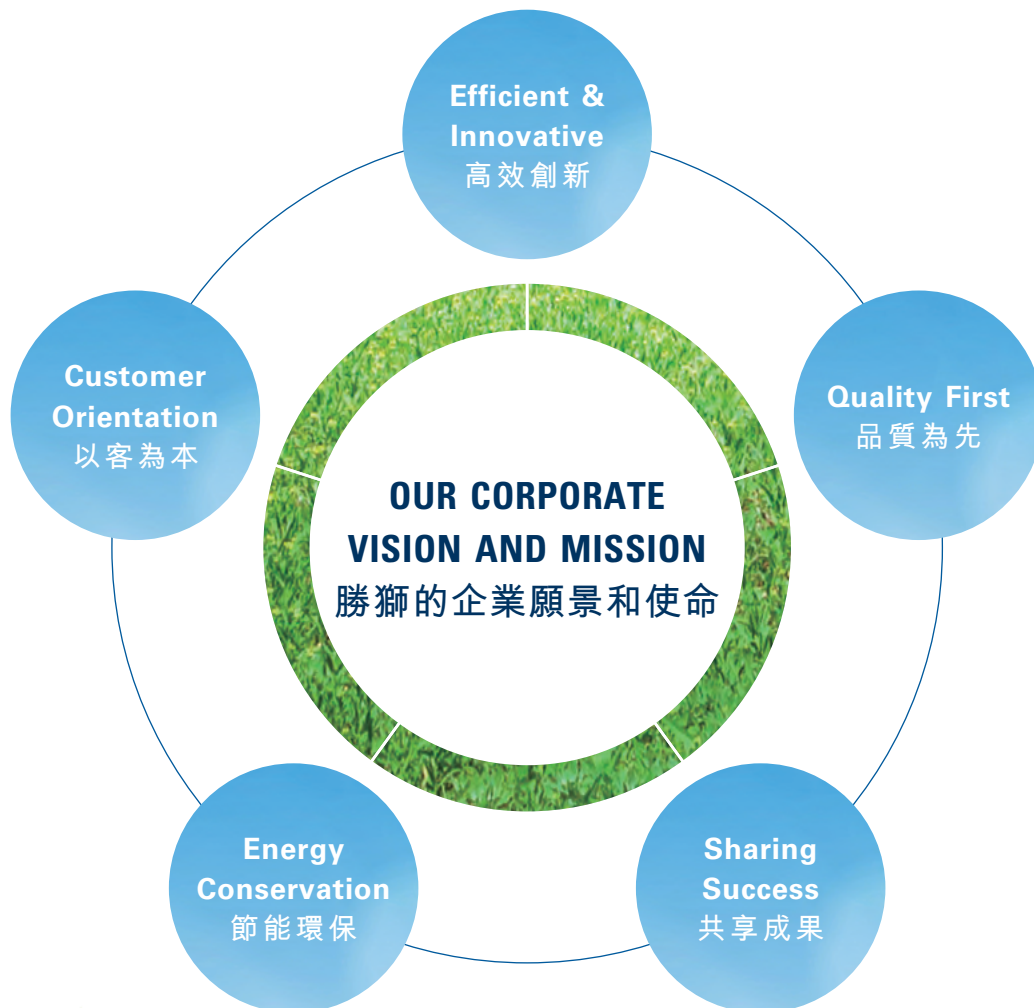 Efficient &
Innovative
高效創新
Customer
Orientation
以客為本
Quality First
品質為先
OUR CORPORATE
VISION AND MISSION
勝獅的企業願景和使命
Energy
Conservation
節能環保
Sharing
Success
共享成果